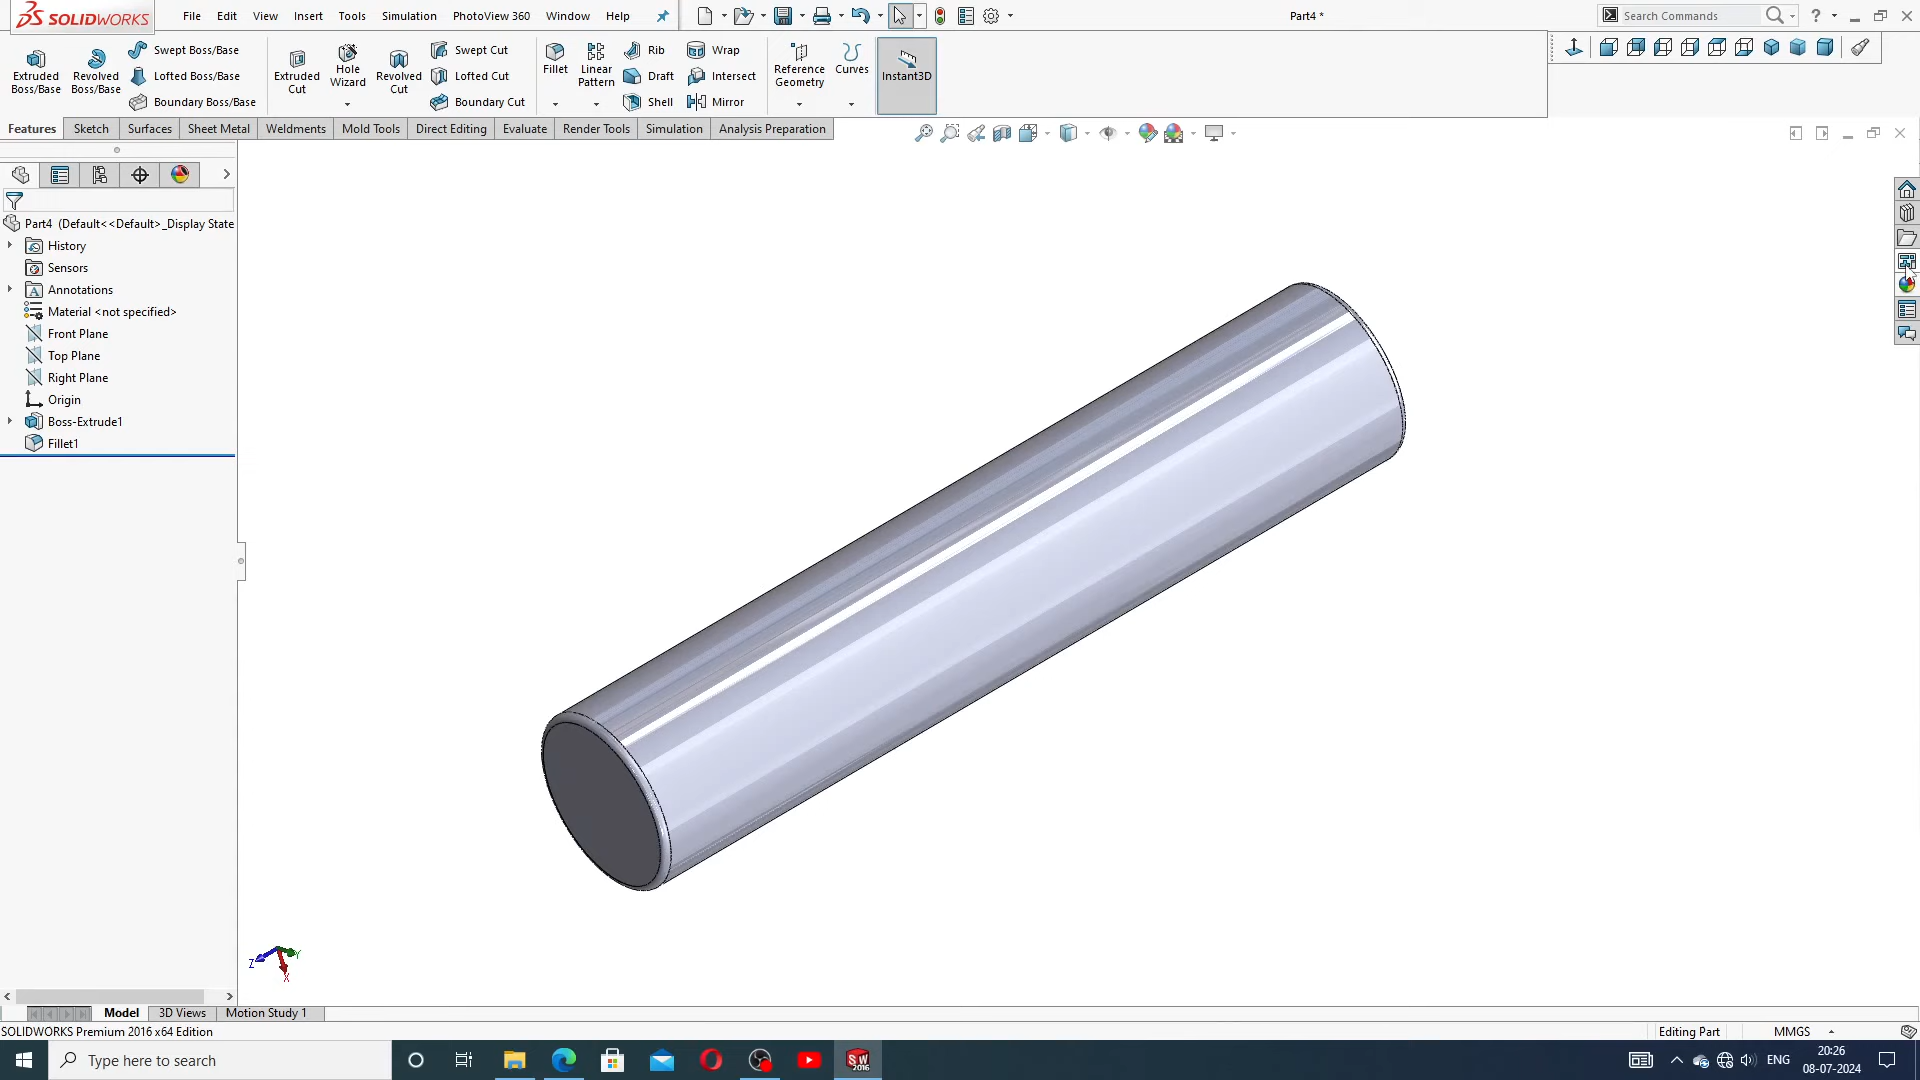 SOLIDWORKS File Edit View Insert Tools Simulation PhotoView 360 Window Help Part4 * Search Commands
Extruded Boss/Base
Revolved Boss/Base
Swept Boss/Base
Lofted Boss/Base
Boundary Boss/Base
Extruded Cut
Hole Wizard
Revolved Cut
Swept Cut
Lofted Cut
Boundary Cut
Fillet
Linear Pattern
Rib
Draft
Shell
Wrap
Intersect
Mirror
Reference Geometry
Curves
Instant3D
Features Sketch Surfaces Sheet Metal Weldments Mold Tools Direct Editing Evaluate Render Tools Simulation Analysis Preparation
Part4 (Default<<Default>_Display State
History
Sensors
Annotations
Material <not specified>
Front Plane
Top Plane
Right Plane
Origin
Boss-Extrude1
Fillet1
Z Y
X
Model 3D Views Motion Study 1
SOLIDWORKS Premium 2016 x64 Edition Editing Part MMGS
Type here to search SW 2016 ENG 20:26
08-07-2024